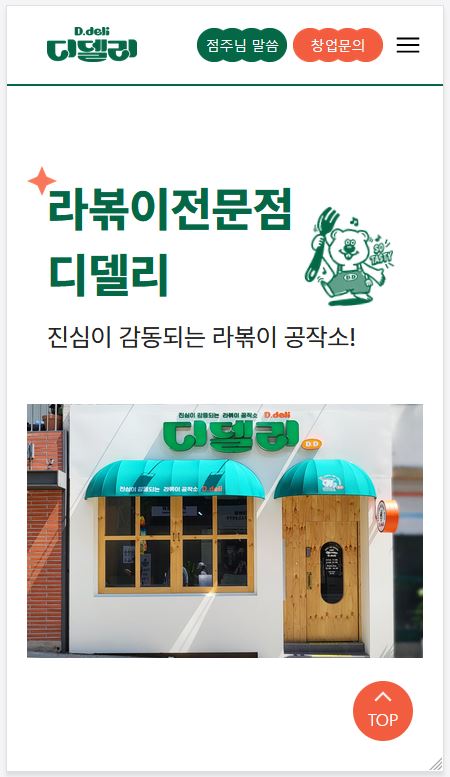 D.deli
디델리
점주님 말씀
창업문의
라볶이전문점
디델리
SO
TASTY
D D
진심이 감동되는 라볶이 공작소!
진심이 감동되는 라볶이 공작소 D.deli
디델리
D.D
진심이 감동되는 라볶이 공작소 D.deli
TOP